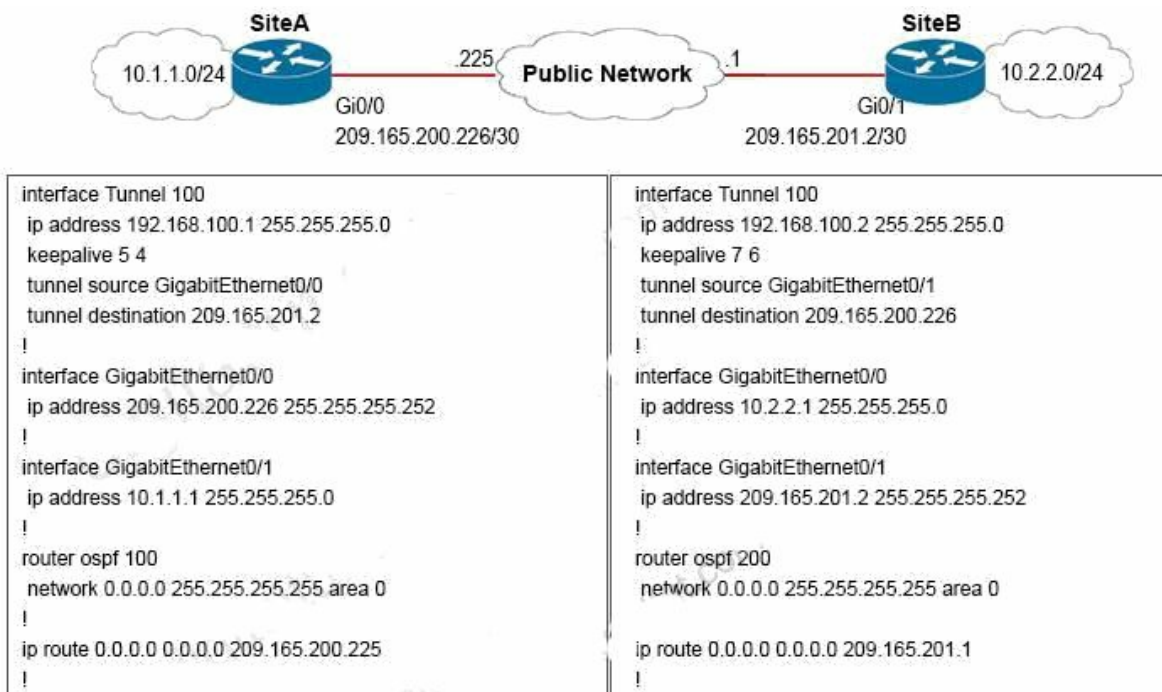 SiteA
SiteB
10.1.1.0/24
.225
Public Network
.1
10.2.2.0/24
Gi0/0
Gi0/1
209.165.200.226/30
209.165.201.2/30
interface Tunnel 100
ip address 192.168.100.1 255.255.255.0
keepalive 5 4
tunnel source GigabitEthernet0/0
tunnel destination 209.165.201.2
!
interface GigabitEthernet0/0
ip address 209.165.200.226 255.255.255.252
!
interface GigabitEthernet0/1
ip address 10.1.1.1 255.255.255.0
!
router ospf 100
network 0.0.0.0 255.255.255.255 area 0
!
ip route 0.0.0.0 0.0.0.0 209.165.200.225
!
interface Tunnel 100
ip address 192.168.100.2 255.255.255.0
keepalive 7 6
tunnel source GigabitEthernet0/1
tunnel destination 209.165.200.226
!
interface GigabitEthernet0/0
ip address 10.2.2.1 255.255.255.0
!
interface GigabitEthernet0/1
ip address 209.165.201.2 255.255.255.252
!
router ospf 200
network 0.0.0.0 255.255.255.255 area 0
ip route 0.0.0.0 0.0.0.0 209.165.201.1
!